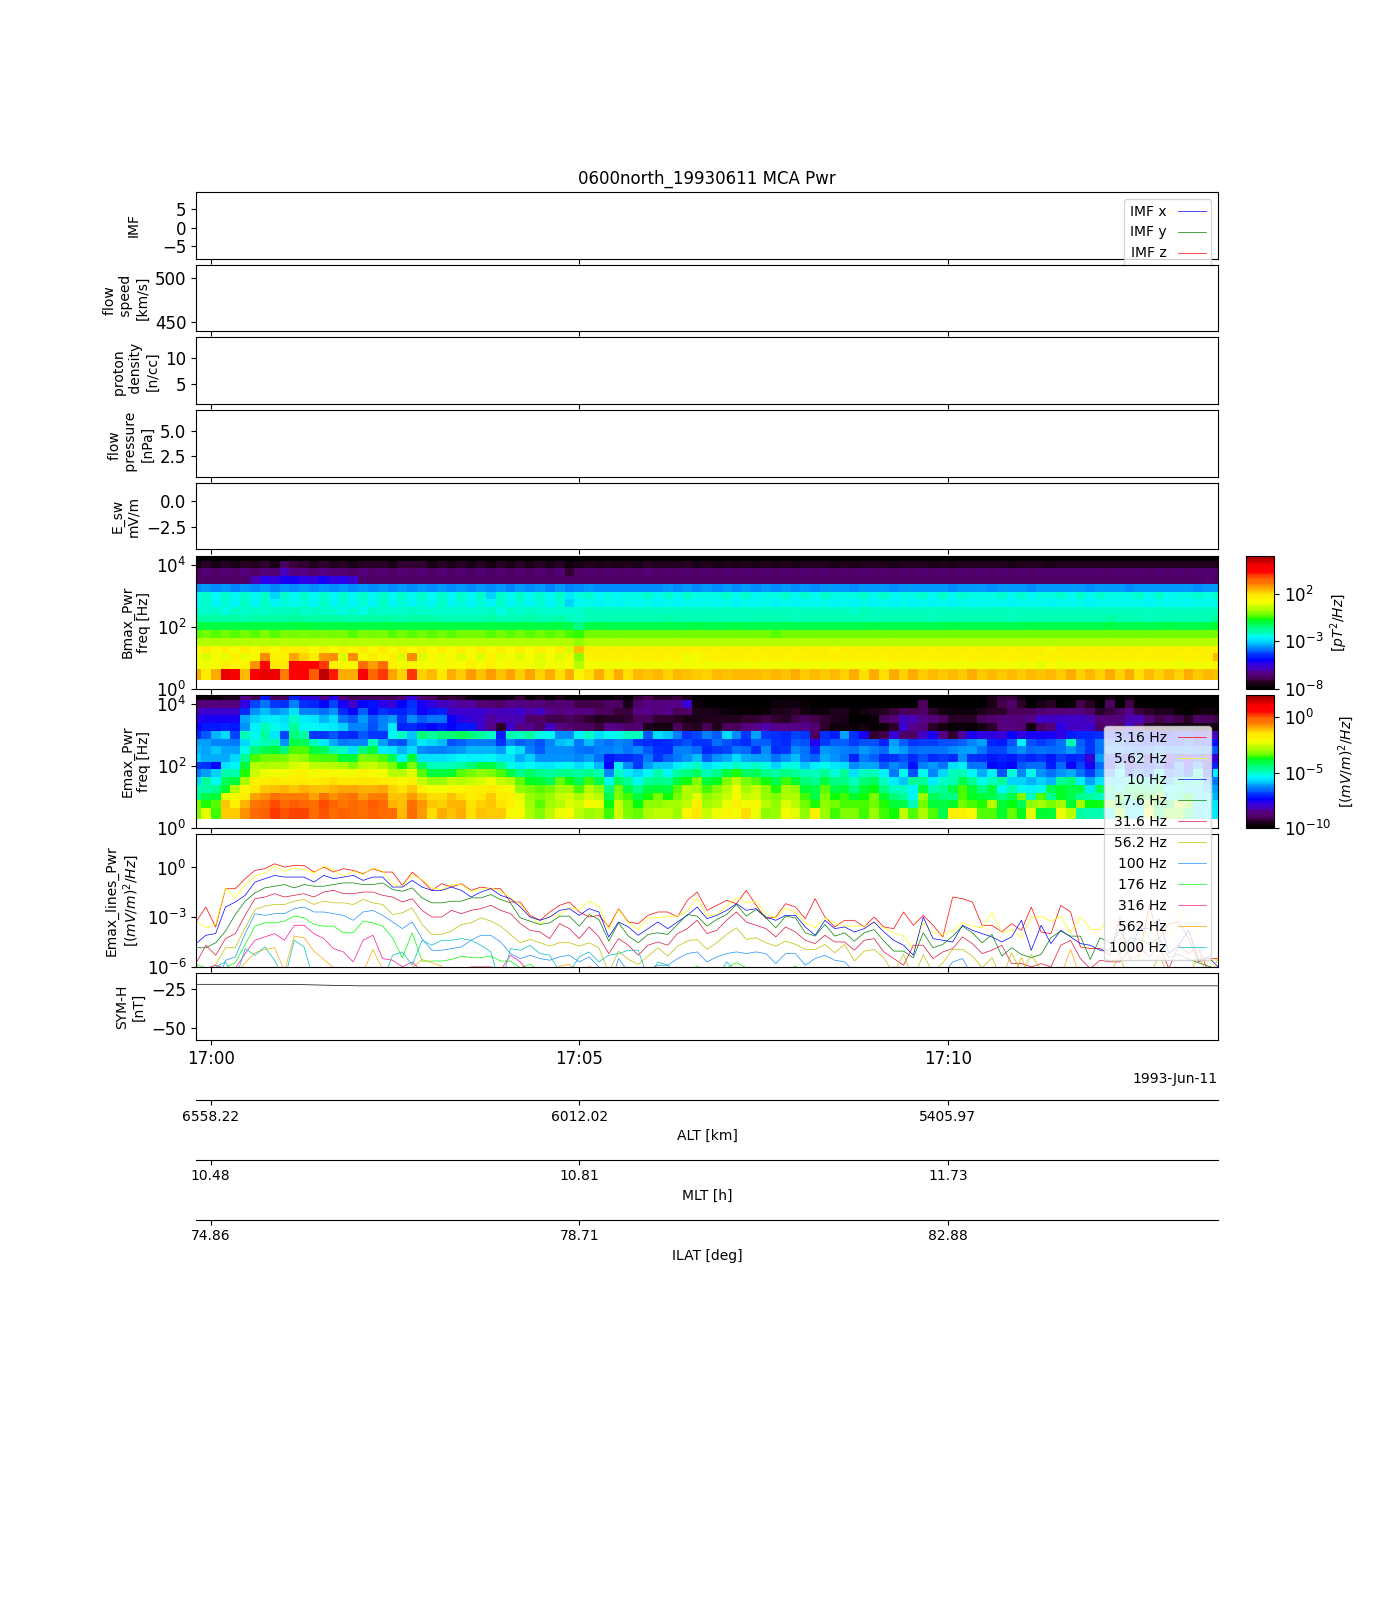 0600north_19930611 MCA Pwr
IMF
5
0
−5
IMF x
IMF y
IMF z
flow
speed
[km/s]
500
450
proton
density
[n/cc]
10
5
flow
pressure
[nPa]
5.0
2.5
E_sw
mV/m
0.0
−2.5
Bmax_Pwr
freq [Hz]
10^4
10^2
10^0
10^2
10^−3
10^−8
[pT^2/Hz]
Emax_Pwr
freq [Hz]
10^4
10^2
10^0
10^0
10^−5
10^−10
[(mV/m)^2/Hz]
3.16 Hz
5.62 Hz
10 Hz
17.6 Hz
31.6 Hz
56.2 Hz
100 Hz
176 Hz
316 Hz
562 Hz
1000 Hz
Emax_lines_Pwr
[(mV/m)^2/Hz]
10^0
10^−3
10^−6
SYM-H
[nT]
−25
−50
17:00 17:05 17:10
1993-Jun-11
6558.22 6012.02 5405.97
ALT [km]
10.48 10.81 11.73
MLT [h]
74.86 78.71 82.88
ILAT [deg]